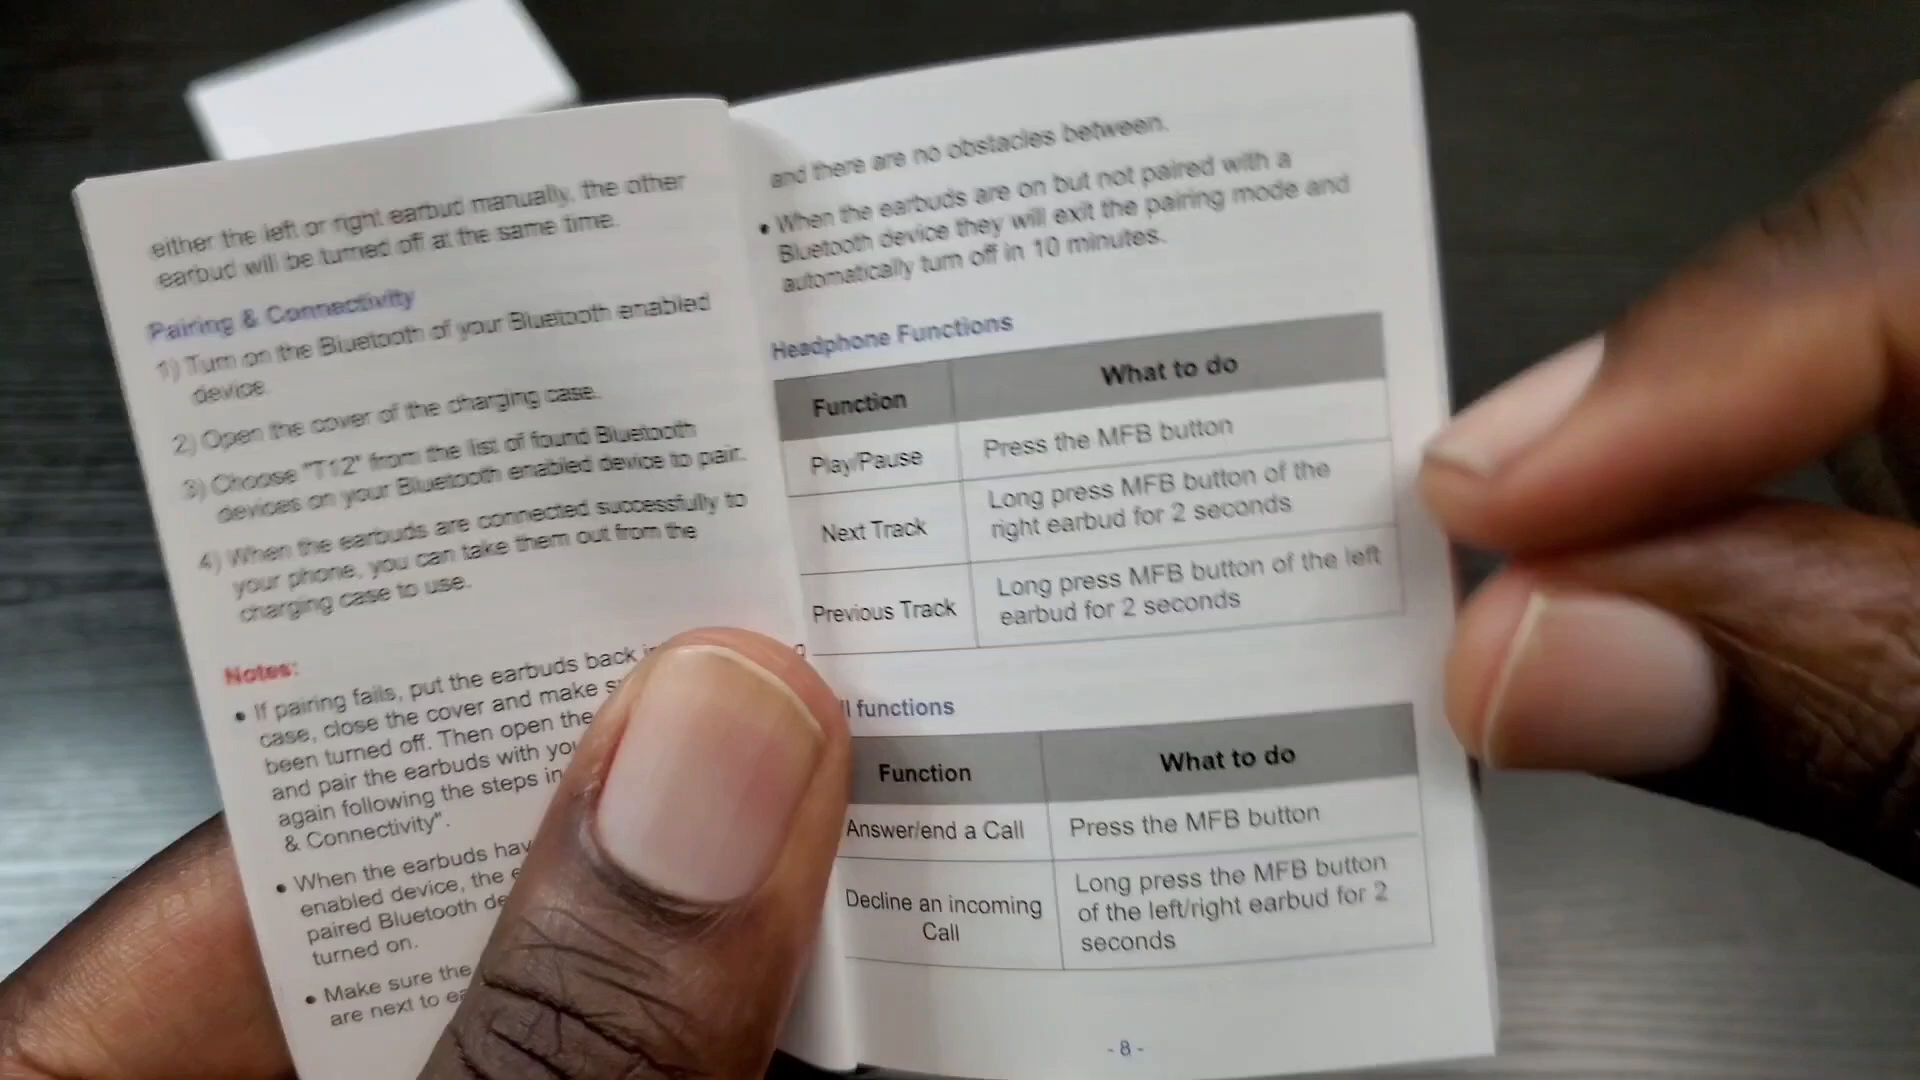 either the left or right earbud manually, the other
earbud will be turned off at the same time.
Pairing & Connectivity
1) Turn on the Bluetooth of your Bluetooth enabled
device.
2) Open the cover of the charging case.
3) Choose "T12" from the list of found Bluetooth
devices on your Bluetooth enabled device to pair.
4) When the earbuds are connected successfully to
your phone, you can take them out from the
charging case to use.
Notes:
• If pairing fails, put the earbuds back
case, close the cover and make
been turned off. Then open the
and pair the earbuds with
again following the steps in
& Connectivity".
• When the earbuds
enabled device, the
paired Bluetooth
turned on.
• Make sure the
are next to
and there are no obstacles between.
• When the earbuds are on but not paired with a
Bluetooth device they will exit the pairing mode and
automatically turn off in 10 minutes.
Headphone Functions
Function What to do
Play/Pause Press the MFB button
Next Track Long press MFB button of the
right earbud for 2 seconds
Previous Track Long press MFB button of the left
earbud for 2 seconds
functions
Function What to do
Answer/end a Call Press the MFB button
Decline an incoming
Call Long press the MFB button
of the left/right earbud for 2
seconds
- 8 -